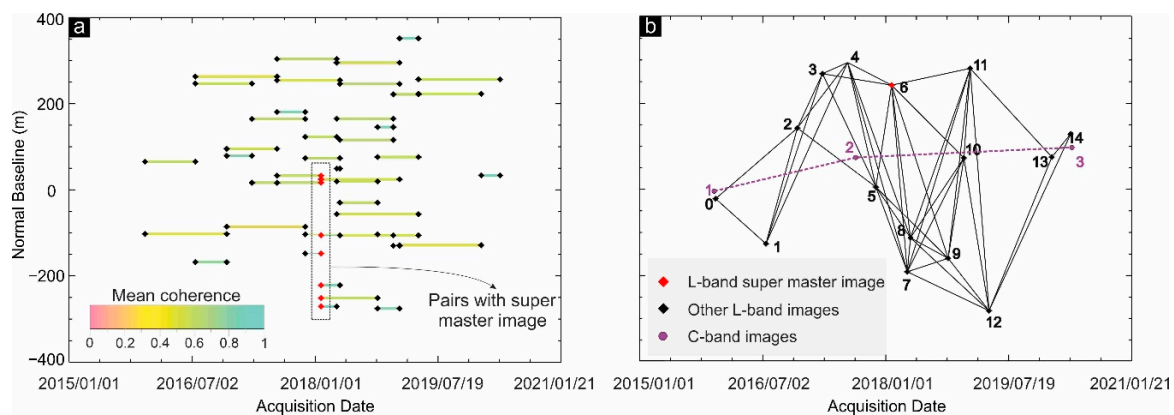 a
400
200
0
−200
−400
Normal Baseline (m)
Mean coherence
0 0.2 0.4 0.6 0.8 1
Pairs with super
master image
2015/01/01 2016/07/02 2018/01/01 2019/07/19 2021/01/21
Acquisition Date
b
4
3
11
6
2
10
14
2
13
3
1
5
0
8
1
9
7
12
L-band super master image
Other L-band images
C-band images
2015/01/01 2016/07/02 2018/01/01 2019/07/19 2021/01/21
Acquisition Date